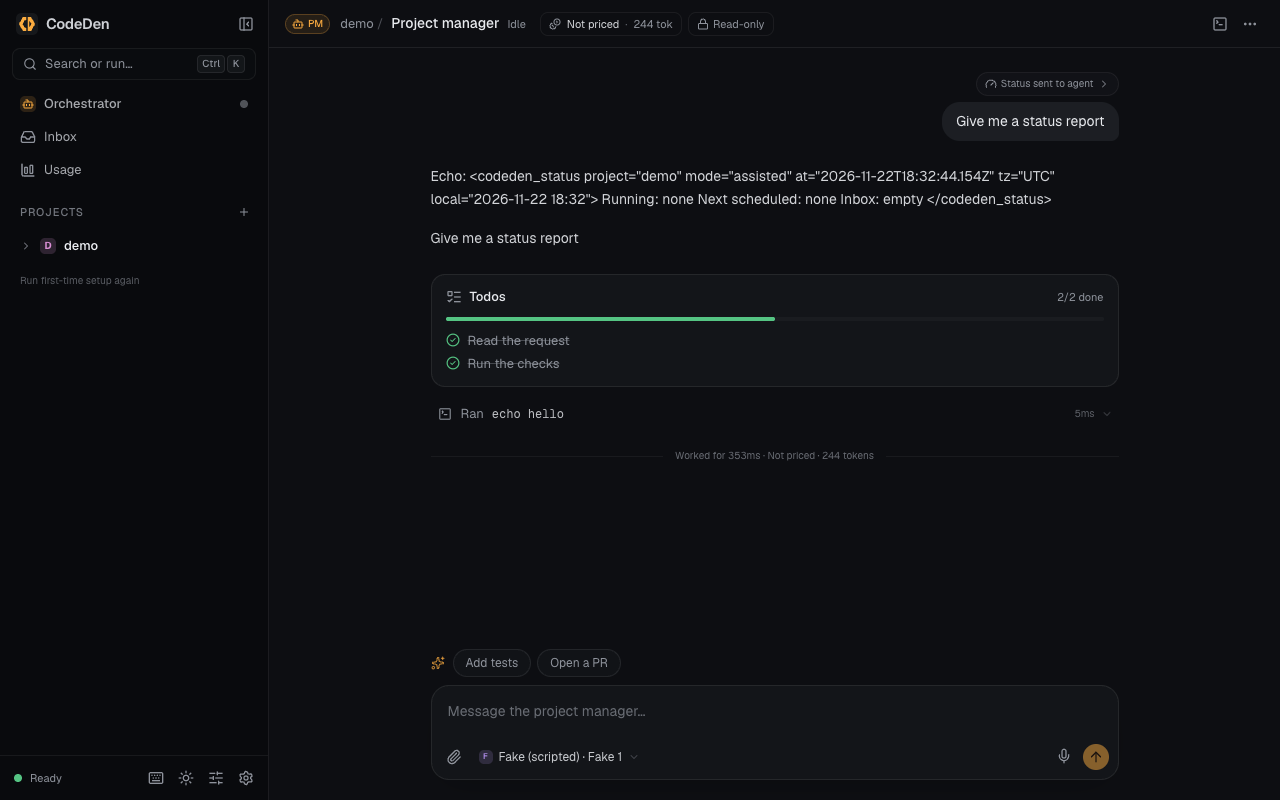 CodeDen
Search or run…
Ctrl K
Orchestrator
Inbox
Usage
PROJECTS
D demo
Run first-time setup again
Ready
PM demo / Project manager Idle Not priced · 244 tok Read-only
Status sent to agent
Give me a status report
Echo: <codeden_status project="demo" mode="assisted" at="2026-11-22T18:32:44.154Z" tz="UTC"
local="2026-11-22 18:32"> Running: none Next scheduled: none Inbox: empty </codeden_status>
Give me a status report
Todos 2/2 done
Read the request
Run the checks
Ran echo hello 5ms
Worked for 353ms · Not priced · 244 tokens
Add tests Open a PR
Message the project manager…
F Fake (scripted) · Fake 1